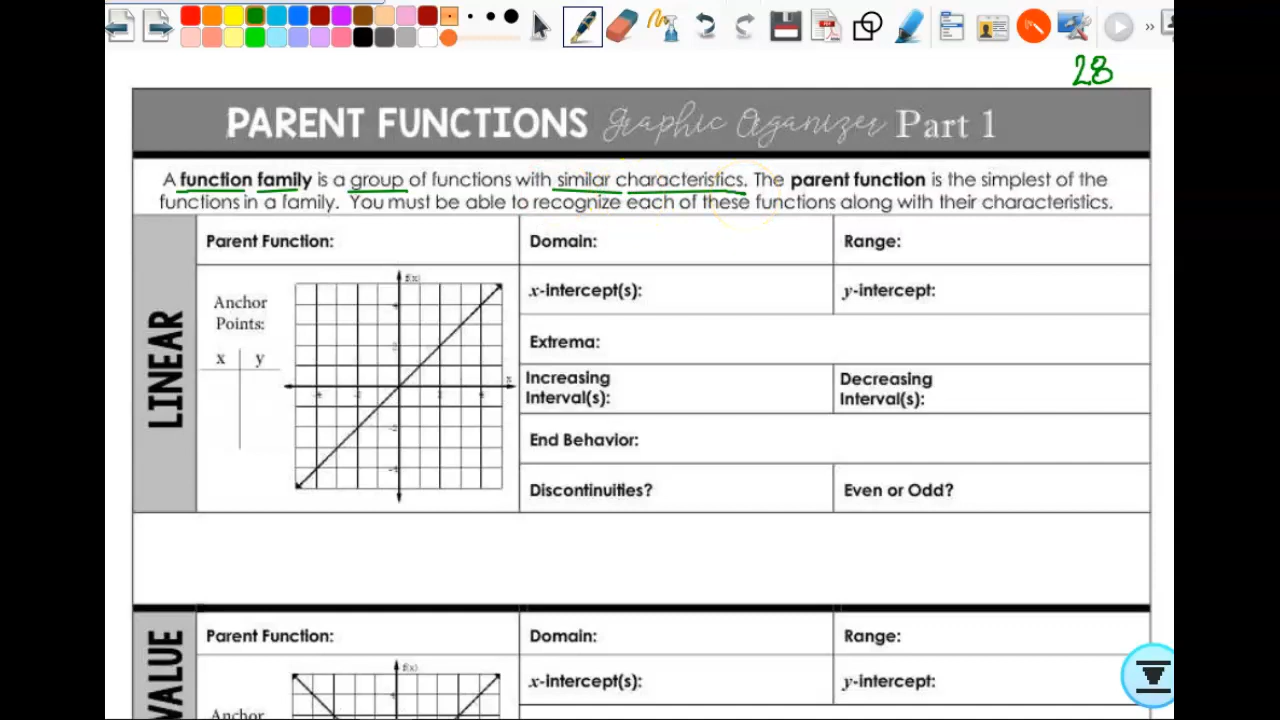 28
PARENT FUNCTIONS Graphic Organizer Part 1
A function family is a group of functions with similar characteristics. The parent function is the simplest of the
functions in a family. You must be able to recognize each of these functions along with their characteristics.
LINEAR
Parent Function:
Domain:
Range:
Anchor
Points:
x y
f(x)
x
x-intercept(s):
y-intercept:
Extrema:
Increasing
Interval(s):
Decreasing
Interval(s):
End Behavior:
Discontinuities?
Even or Odd?
VALUE
Parent Function:
Domain:
Range:
Anchor
f(x)
x-intercept(s):
y-intercept: